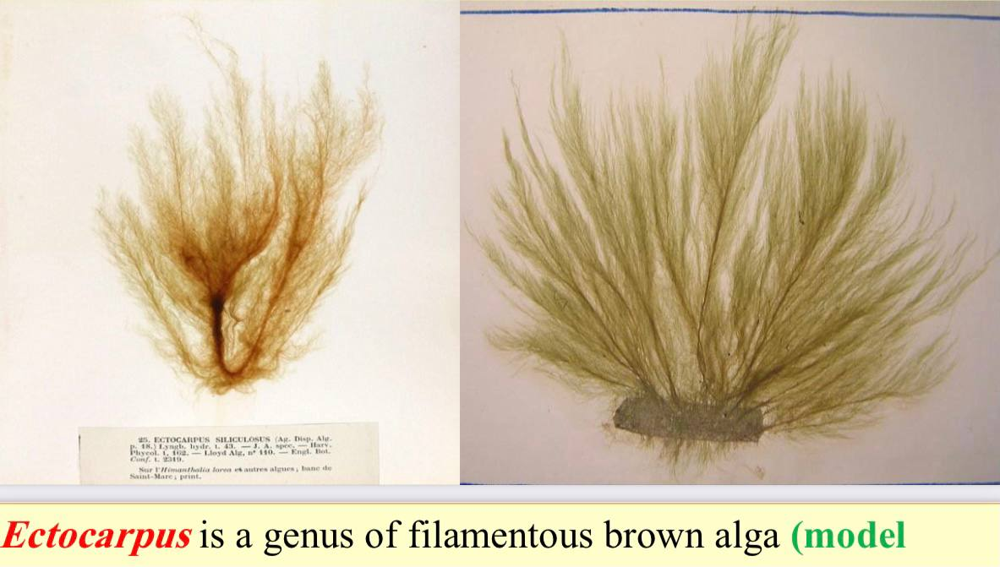 25. ECTOCARPUS SILICULOSUS (Ag. Disp. Alg.
p. 48.) Lyngb. hydr. t. 43. — J. A. spec. — Harv.
Phycol. t. 162. — Lloyd Alg, nº 110. — Engl. Bot.
Conf. t. 2319.
Sur l'Himanthalia lorea et autres algues; banc de
Saint-Marc; print.
Ectocarpus is a genus of filamentous brown alga (model